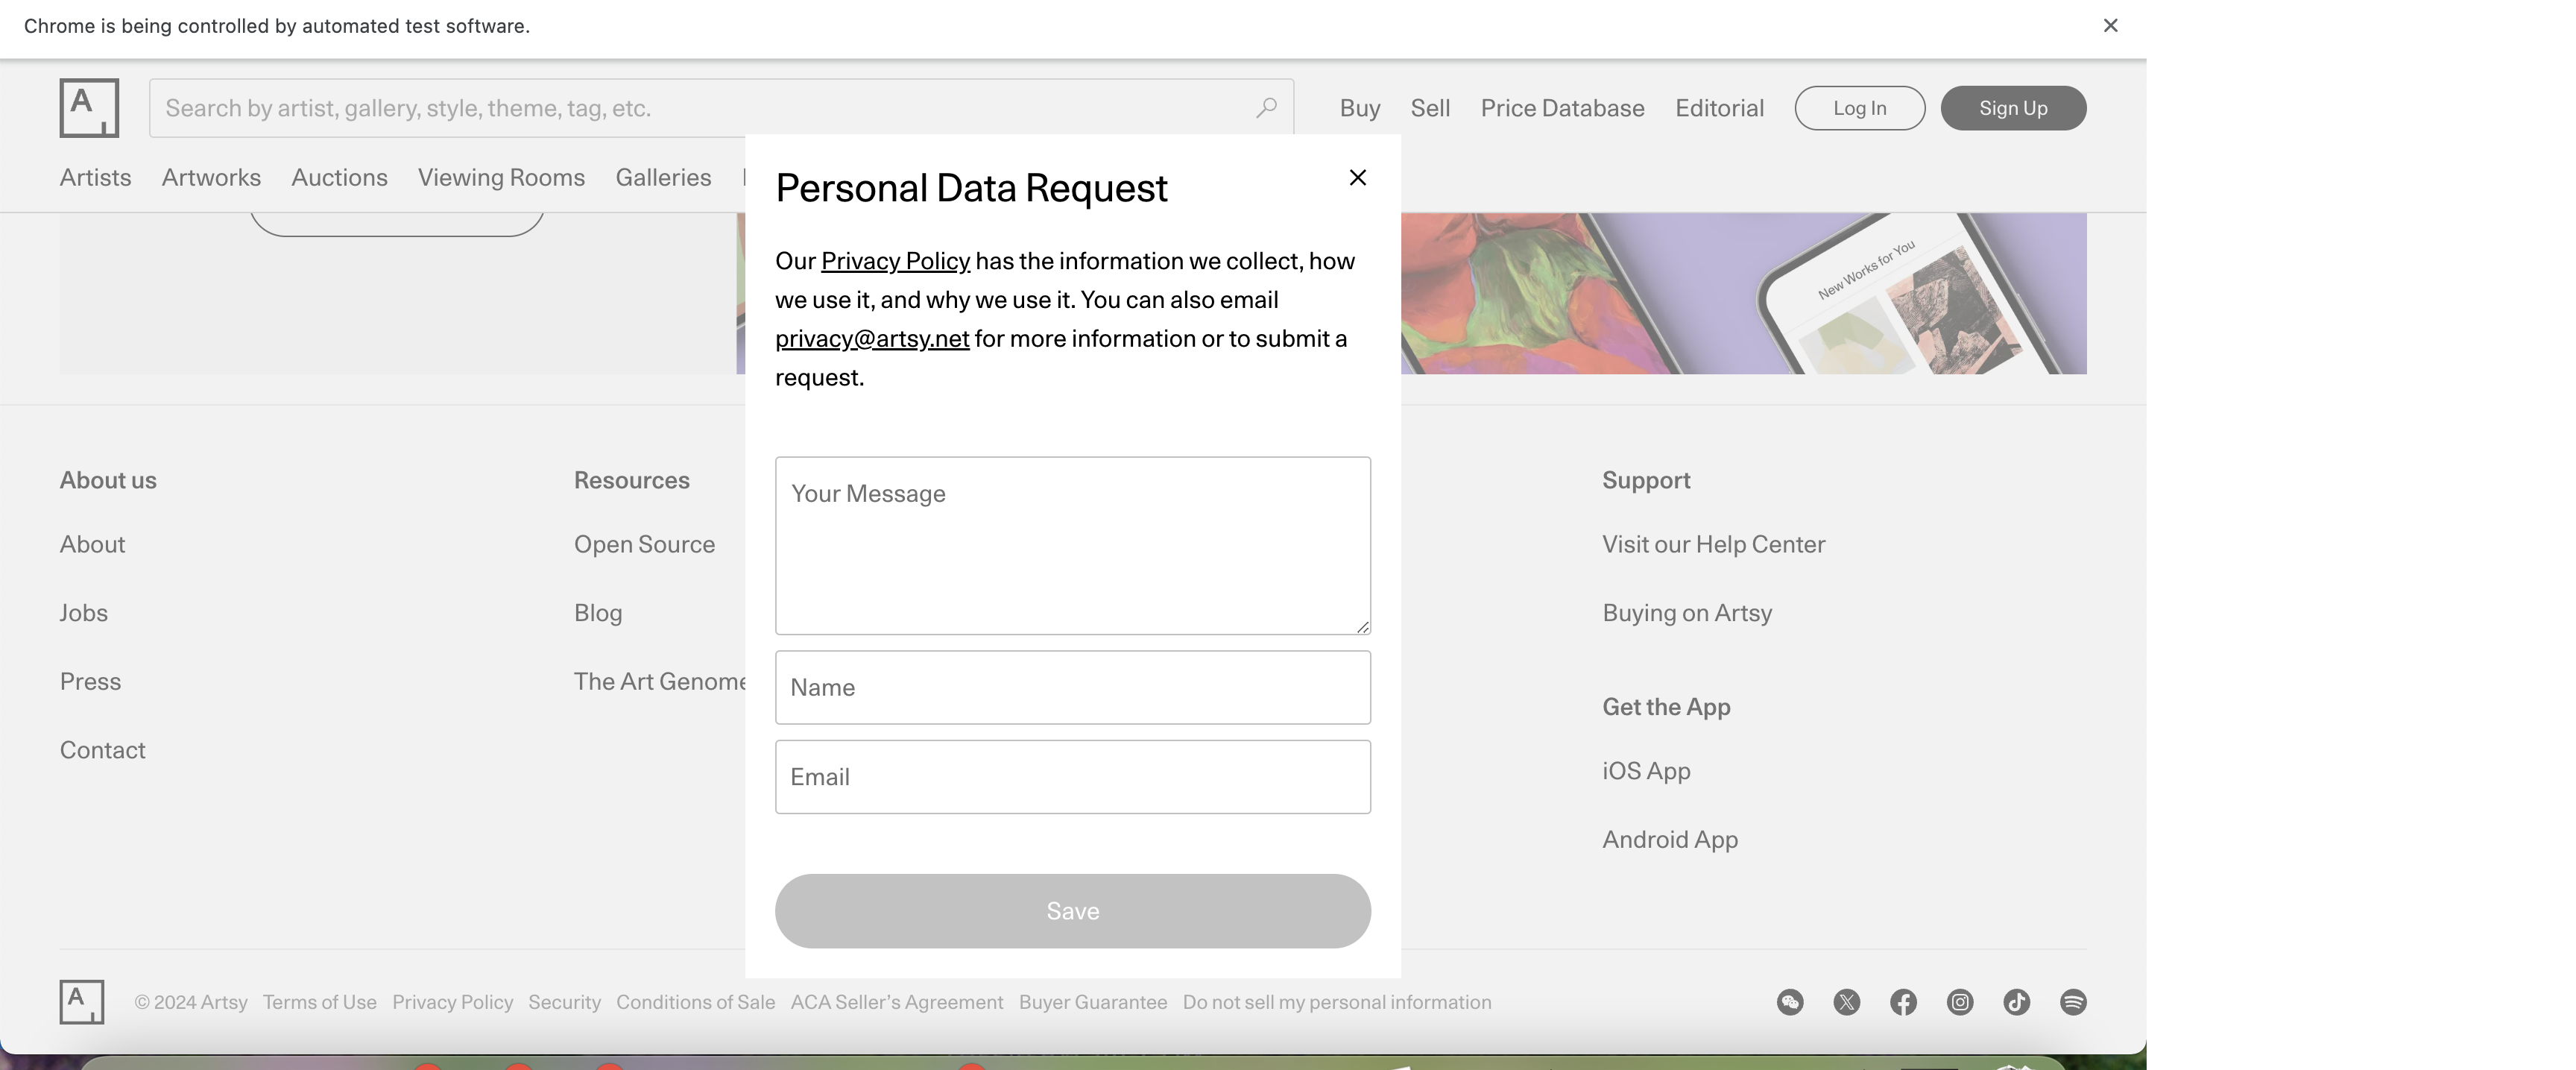 Chrome is being controlled by automated test software.
A
Search by artist, gallery, style, theme, tag, etc.
Buy Sell Price Database Editorial Log In Sign Up
Artists Artworks Auctions Viewing Rooms Galleries
Personal Data Request
Our Privacy Policy has the information we collect, how
we use it, and why we use it. You can also email
privacy@artsy.net for more information or to submit a
request.
New Works for You
Your Message
Name
Email
Save
About us
About
Jobs
Press
Contact
Resources
Open Source
Blog
The Art Genome
Support
Visit our Help Center
Buying on Artsy
Get the App
iOS App
Android App
A
© 2024 Artsy Terms of Use Privacy Policy Security Conditions of Sale ACA Seller’s Agreement Buyer Guarantee Do not sell my personal information